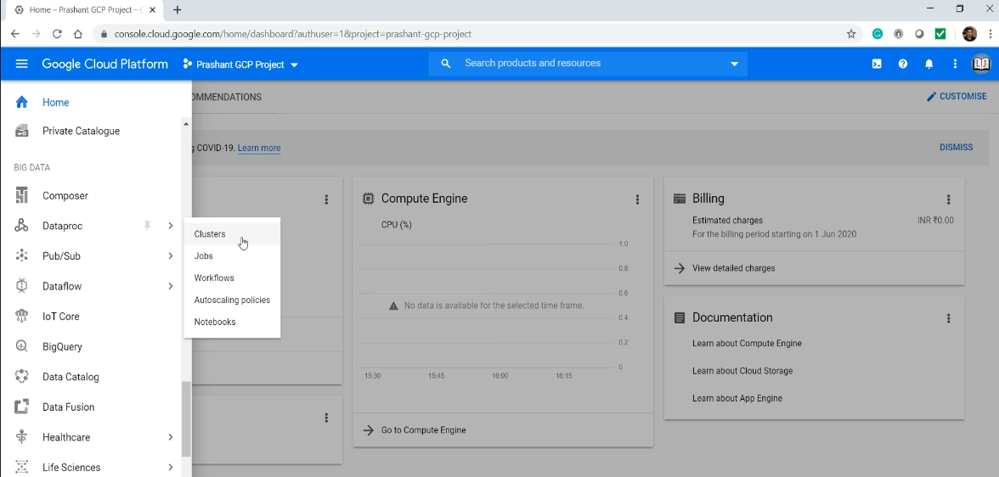 Home – Prashant GCP Project – G
console.cloud.google.com/home/dashboard?authuser=1&project=prashant-gcp-project
Google Cloud Platform
Prashant GCP Project
Search products and resources
Home
OMMENDATIONS
CUSTOMISE
Private Catalogue
g COVID-19. Learn more
DISMISS
BIG DATA
Composer
Dataproc
Pub/Sub
Dataflow
IoT Core
BigQuery
Data Catalog
Data Fusion
Healthcare
Life Sciences
Clusters
Jobs
Workflows
Autoscaling policies
Notebooks
Compute Engine
CPU (%)
1.0
0.8
0.6
No data is available for the selected time frame.
0.4
0.2
0
15:30 15:45 16:00 16:15
Go to Compute Engine
Billing
Estimated charges INR ₹0.00
For the billing period starting on 1 Jun 2020
View detailed charges
Documentation
Learn about Compute Engine
Learn about Cloud Storage
Learn about App Engine